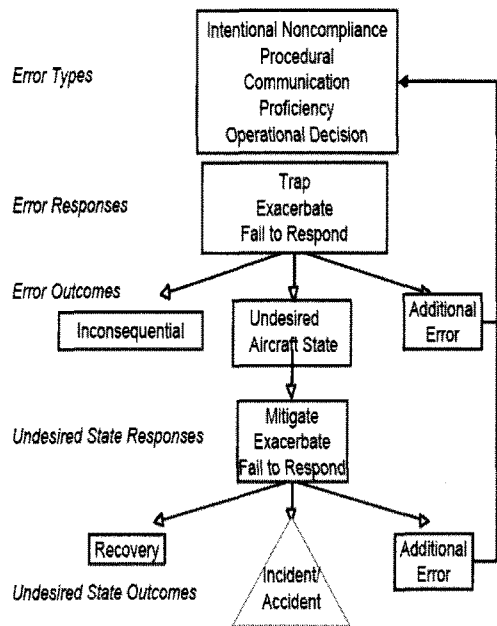 Intentional Noncompliance
Procedural
Error Types
Communication
Proficiency
Operational Decision
Trap
Error Responses
Exacerbate
Fail to Respond
Error Outcomes
Inconsequential
Undesired
Aircraft State
Additional
Error
Mitigate
Undesired State Responses
Exacerbate
Fail to Respond
Recovery
Incident/
Accident
Additional
Error
Undesired State Outcomes